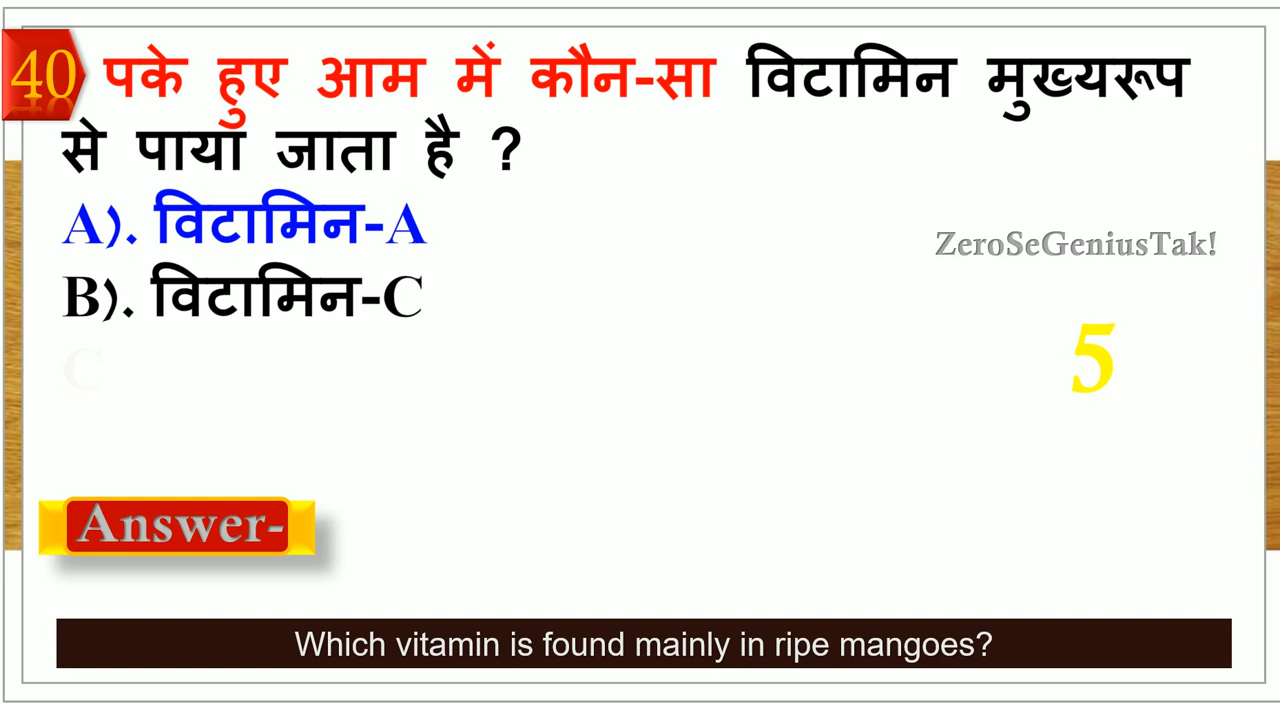 40 पके हुए आम में कौन-सा विटामिन मुख्यरूप
से पाया जाता है ?
A). विटामिन-A
ZeroSeGeniusTak!
B). विटामिन-C
5
C
Answer-
Which vitamin is found mainly in ripe mangoes?